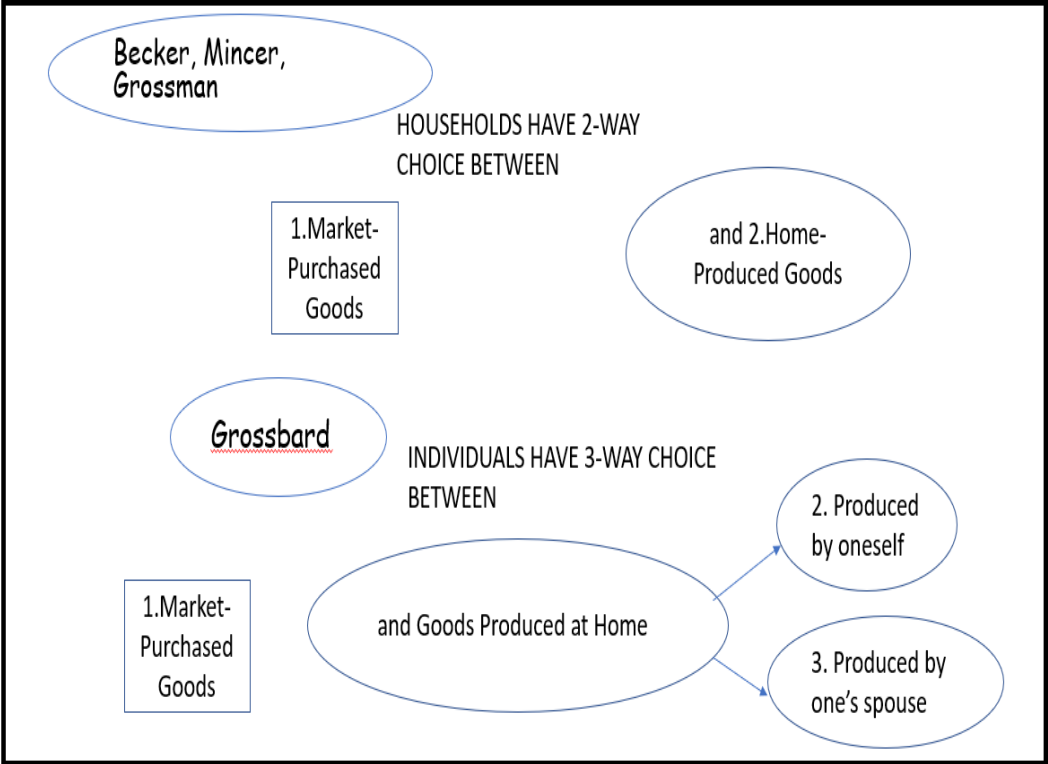 Becker, Mincer,
Grossman
HOUSEHOLDS HAVE 2-WAY
CHOICE BETWEEN
1.Market-
Purchased
Goods
and 2.Home-
Produced Goods
Grossbard
INDIVIDUALS HAVE 3-WAY CHOICE
BETWEEN
1.Market-
Purchased
Goods
and Goods Produced at Home
2. Produced
by oneself
3. Produced by
one’s spouse